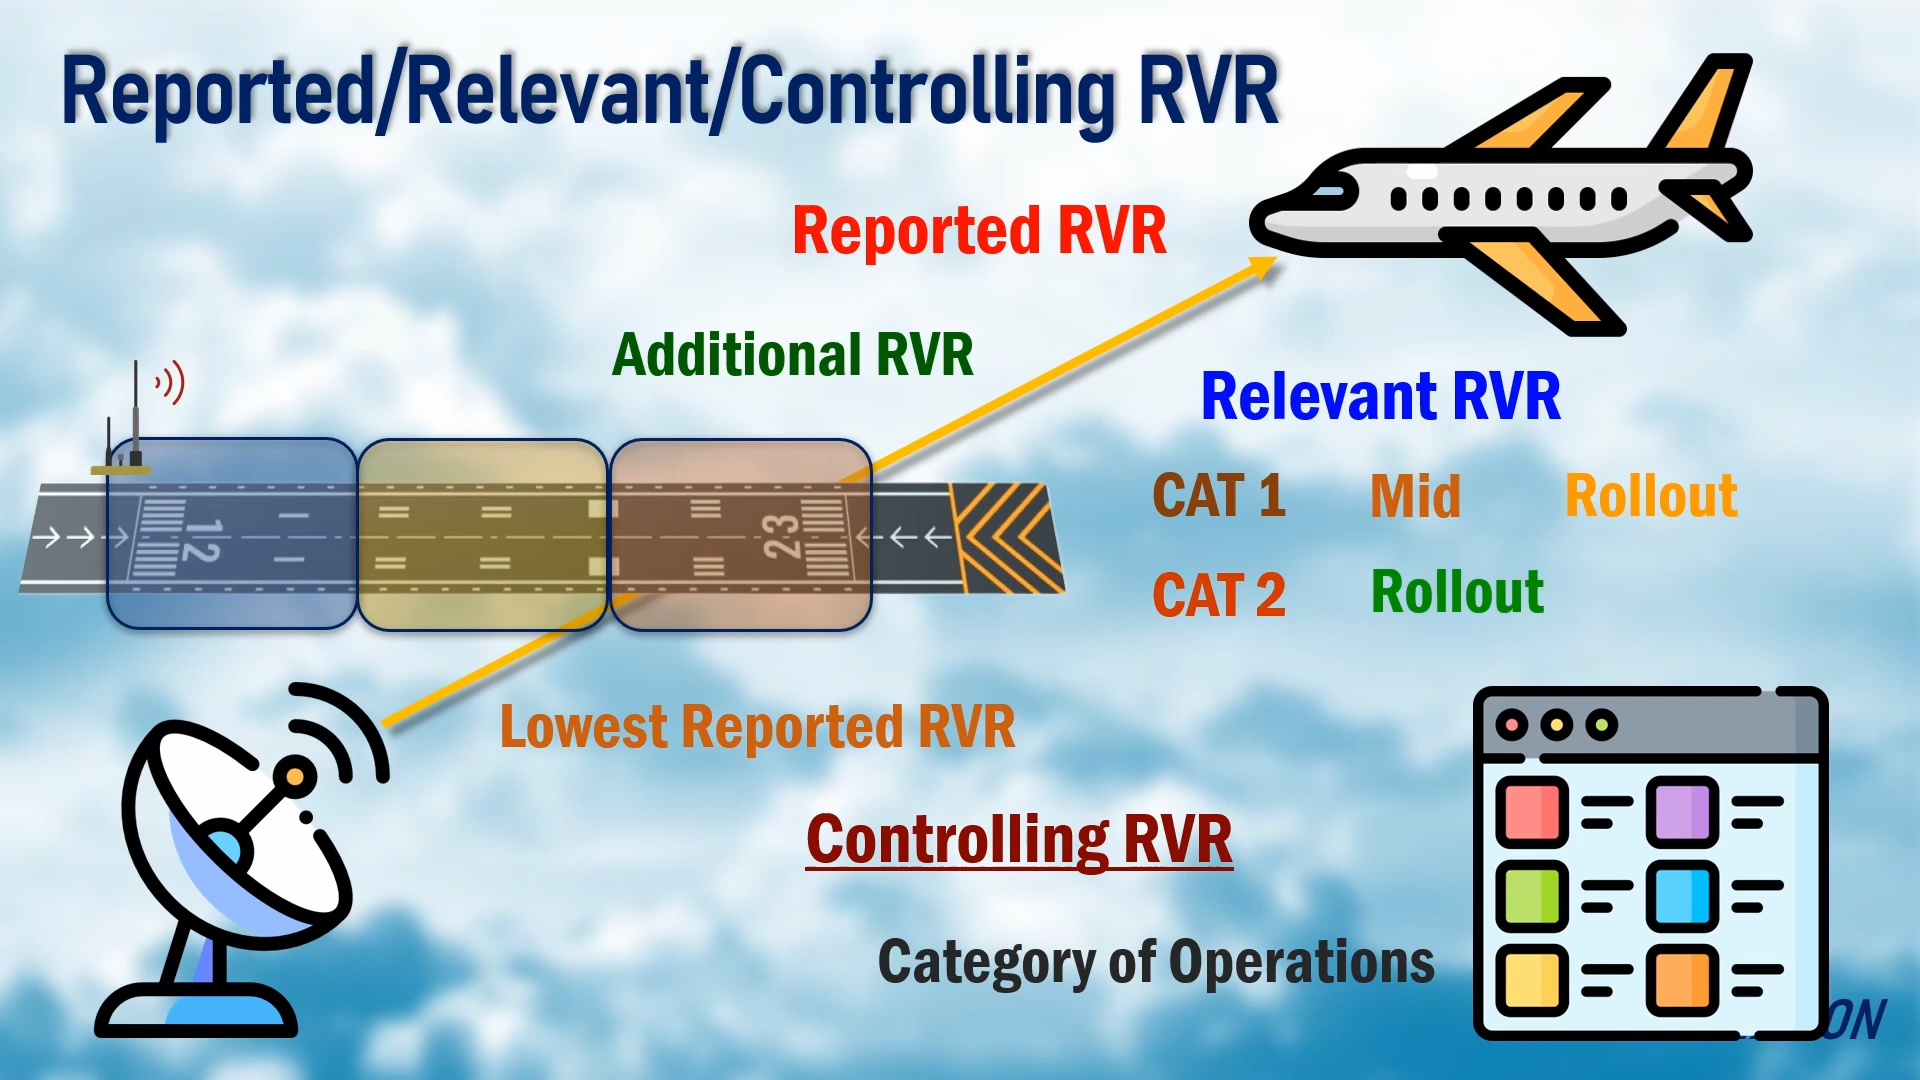 Reported/Relevant/Controlling RVR
Reported RVR
Additional RVR
Relevant RVR
CAT 1 Mid Rollout
12 23
CAT 2 Rollout
Lowest Reported RVR
Controlling RVR
Category of Operations